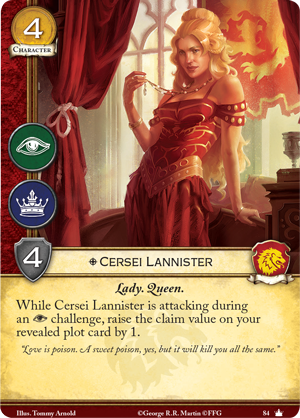 4
CHARACTER
4
CERSEI LANNISTER
Lady. Queen.
While Cersei Lannister is attacking during
an challenge, raise the claim value on your
revealed plot card by 1.
"Love is poison. A sweet poison, yes, but it will kill you all the same."
Illus. Tommy Arnold ©George R.R. Martin ©FFG 84